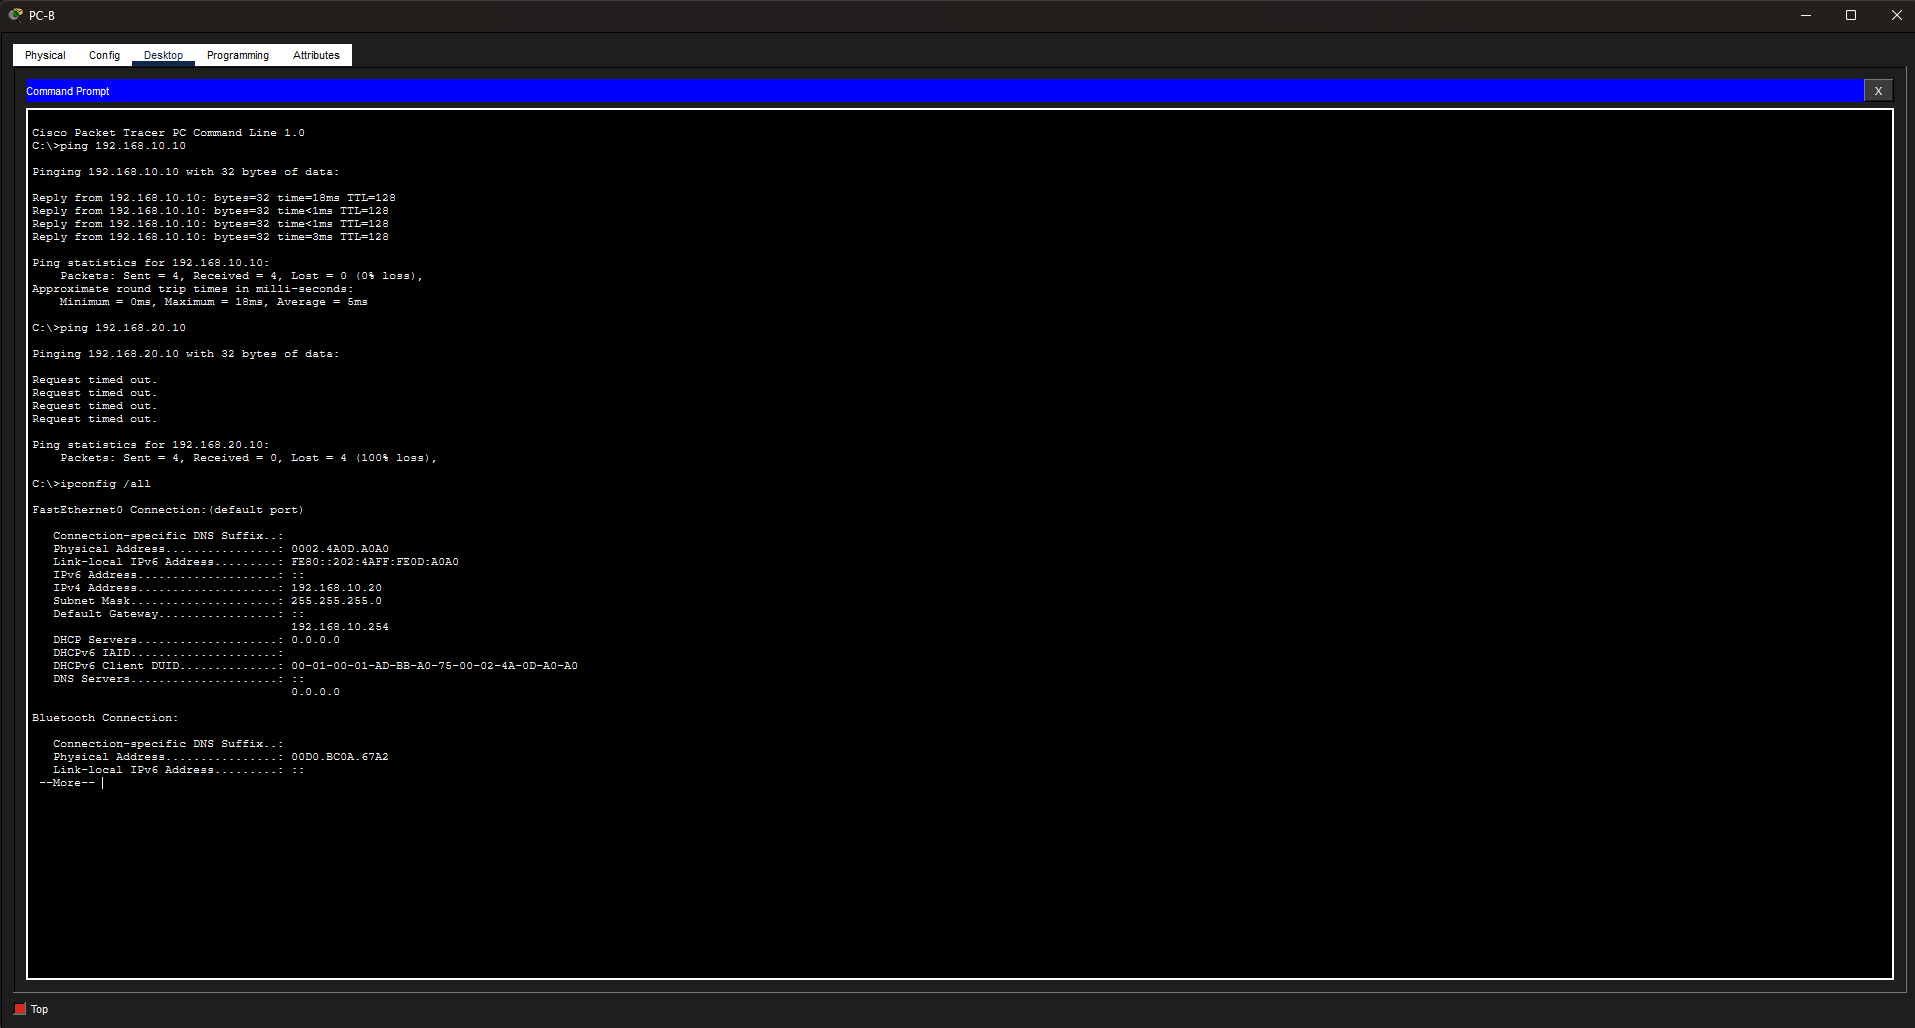 PC-B
Physical Config Desktop Programming Attributes
Command Prompt
X
Cisco Packet Tracer PC Command Line 1.0
C:\>ping 192.168.10.10
Pinging 192.168.10.10 with 32 bytes of data:
Reply from 192.168.10.10: bytes=32 time=18ms TTL=128
Reply from 192.168.10.10: bytes=32 time<1ms TTL=128
Reply from 192.168.10.10: bytes=32 time<1ms TTL=128
Reply from 192.168.10.10: bytes=32 time=3ms TTL=128
Ping statistics for 192.168.10.10:
    Packets: Sent = 4, Received = 4, Lost = 0 (0% loss),
Approximate round trip times in milli-seconds:
    Minimum = 0ms, Maximum = 18ms, Average = 5ms
C:\>ping 192.168.20.10
Pinging 192.168.20.10 with 32 bytes of data:
Request timed out.
Request timed out.
Request timed out.
Request timed out.
Ping statistics for 192.168.20.10:
    Packets: Sent = 4, Received = 0, Lost = 4 (100% loss),
C:\>ipconfig /all
FastEthernet0 Connection:(default port)
   Connection-specific DNS Suffix..:
   Physical Address................: 0002.4A0D.A0A0
   Link-local IPv6 Address.........: FE80::202:4AFF:FE0D:A0A0
   IPv6 Address....................: ::
   IPv4 Address....................: 192.168.10.20
   Subnet Mask.....................: 255.255.255.0
   Default Gateway.................: ::
                                     192.168.10.254
   DHCP Servers....................: 0.0.0.0
   DHCPv6 IAID.....................:
   DHCPv6 Client DUID..............: 00-01-00-01-AD-BB-A0-75-00-02-4A-0D-A0-A0
   DNS Servers.....................: ::
                                     0.0.0.0
Bluetooth Connection:
   Connection-specific DNS Suffix..:
   Physical Address................: 00D0.BC0A.67A2
   Link-local IPv6 Address.........: ::
 --More--
Top